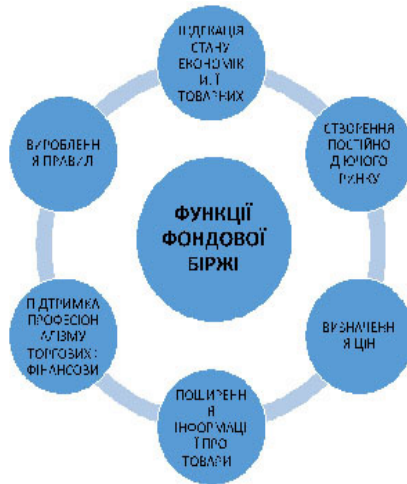 ІНДЕКАЦІЯ
СТАНУ
ЕКОНОМІК
И І Ї
ТОВАРНИХ
СТВОРЕННЯ
ПОСТІЙНО
ДІЮЧОГО
РИНКУ
ВИЗНАЧЕНН
Я ЦІН
ПОШИРЕНН
Я
ІНФОРМАЦІ
Ї ПРО
ТОВАРИ
ПІДТРИМКА
ПРОФЕСІОН
АЛІЗМУ
ТОРГОВИХ І
ФІНАНСОВИ
ВИРОБЛЕНН
Я ПРАВИЛ
ФУНКЦІЇ
ФОНДОВОЇ
БІРЖІ